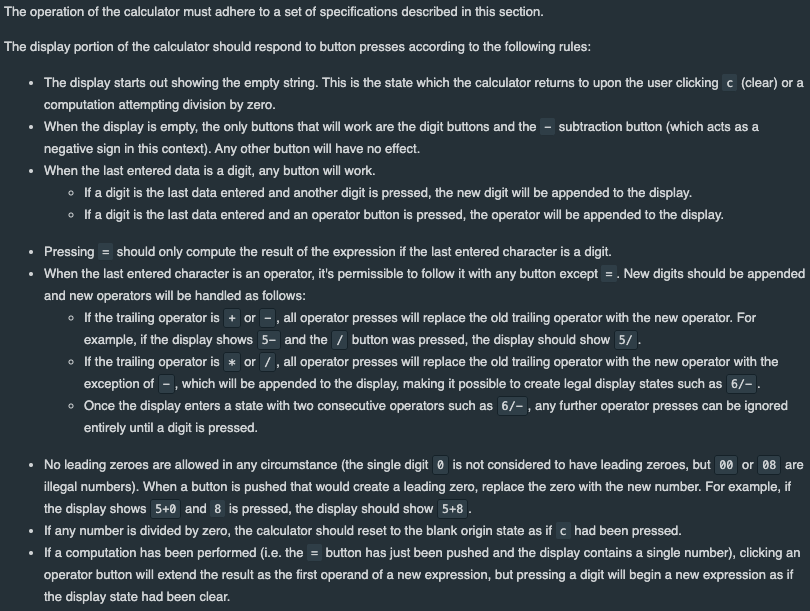 The operation of the calculator must adhere to a set of specifications described in this section.
The display portion of the calculator should respond to button presses according to the following rules:
• The display starts out showing the empty string. This is the state which the calculator returns to upon the user clicking c (clear) or a
computation attempting division by zero.
• When the display is empty, the only buttons that will work are the digit buttons and the - subtraction button (which acts as a
negative sign in this context). Any other button will have no effect.
• When the last entered data is a digit, any button will work.
◦ If a digit is the last data entered and another digit is pressed, the new digit will be appended to the display.
◦ If a digit is the last data entered and an operator button is pressed, the operator will be appended to the display.
• Pressing = should only compute the result of the expression if the last entered character is a digit.
• When the last entered character is an operator, it's permissible to follow it with any button except =. New digits should be appended
and new operators will be handled as follows:
◦ If the trailing operator is + or -, all operator presses will replace the old trailing operator with the new operator. For
example, if the display shows 5- and the / button was pressed, the display should show 5/.
◦ If the trailing operator is * or /, all operator presses will replace the old trailing operator with the new operator with the
exception of -, which will be appended to the display, making it possible to create legal display states such as 6/-.
◦ Once the display enters a state with two consecutive operators such as 6/-, any further operator presses can be ignored
entirely until a digit is pressed.
• No leading zeroes are allowed in any circumstance (the single digit 0 is not considered to have leading zeroes, but 00 or 08 are
illegal numbers). When a button is pushed that would create a leading zero, replace the zero with the new number. For example, if
the display shows 5+0 and 8 is pressed, the display should show 5+8.
• If any number is divided by zero, the calculator should reset to the blank origin state as if c had been pressed.
• If a computation has been performed (i.e. the = button has just been pushed and the display contains a single number), clicking an
operator button will extend the result as the first operand of a new expression, but pressing a digit will begin a new expression as if
the display state had been clear.